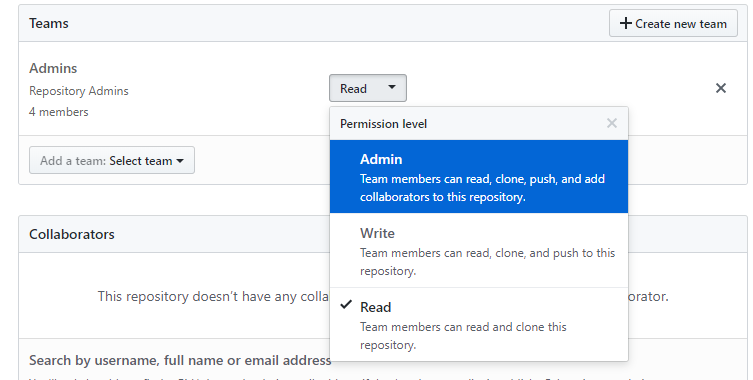 Teams
Create new team
Admins
Repository Admins
4 members
Read
Permission level
Admin
Team members can read, clone, push, and add
collaborators to this repository.
Write
Team members can read, clone, and push to this
repository.
Read
Team members can read and clone this
repository.
Add a team: Select team
Collaborators
This repository doesn't have any colla
orator.
Search by username, full name or email address